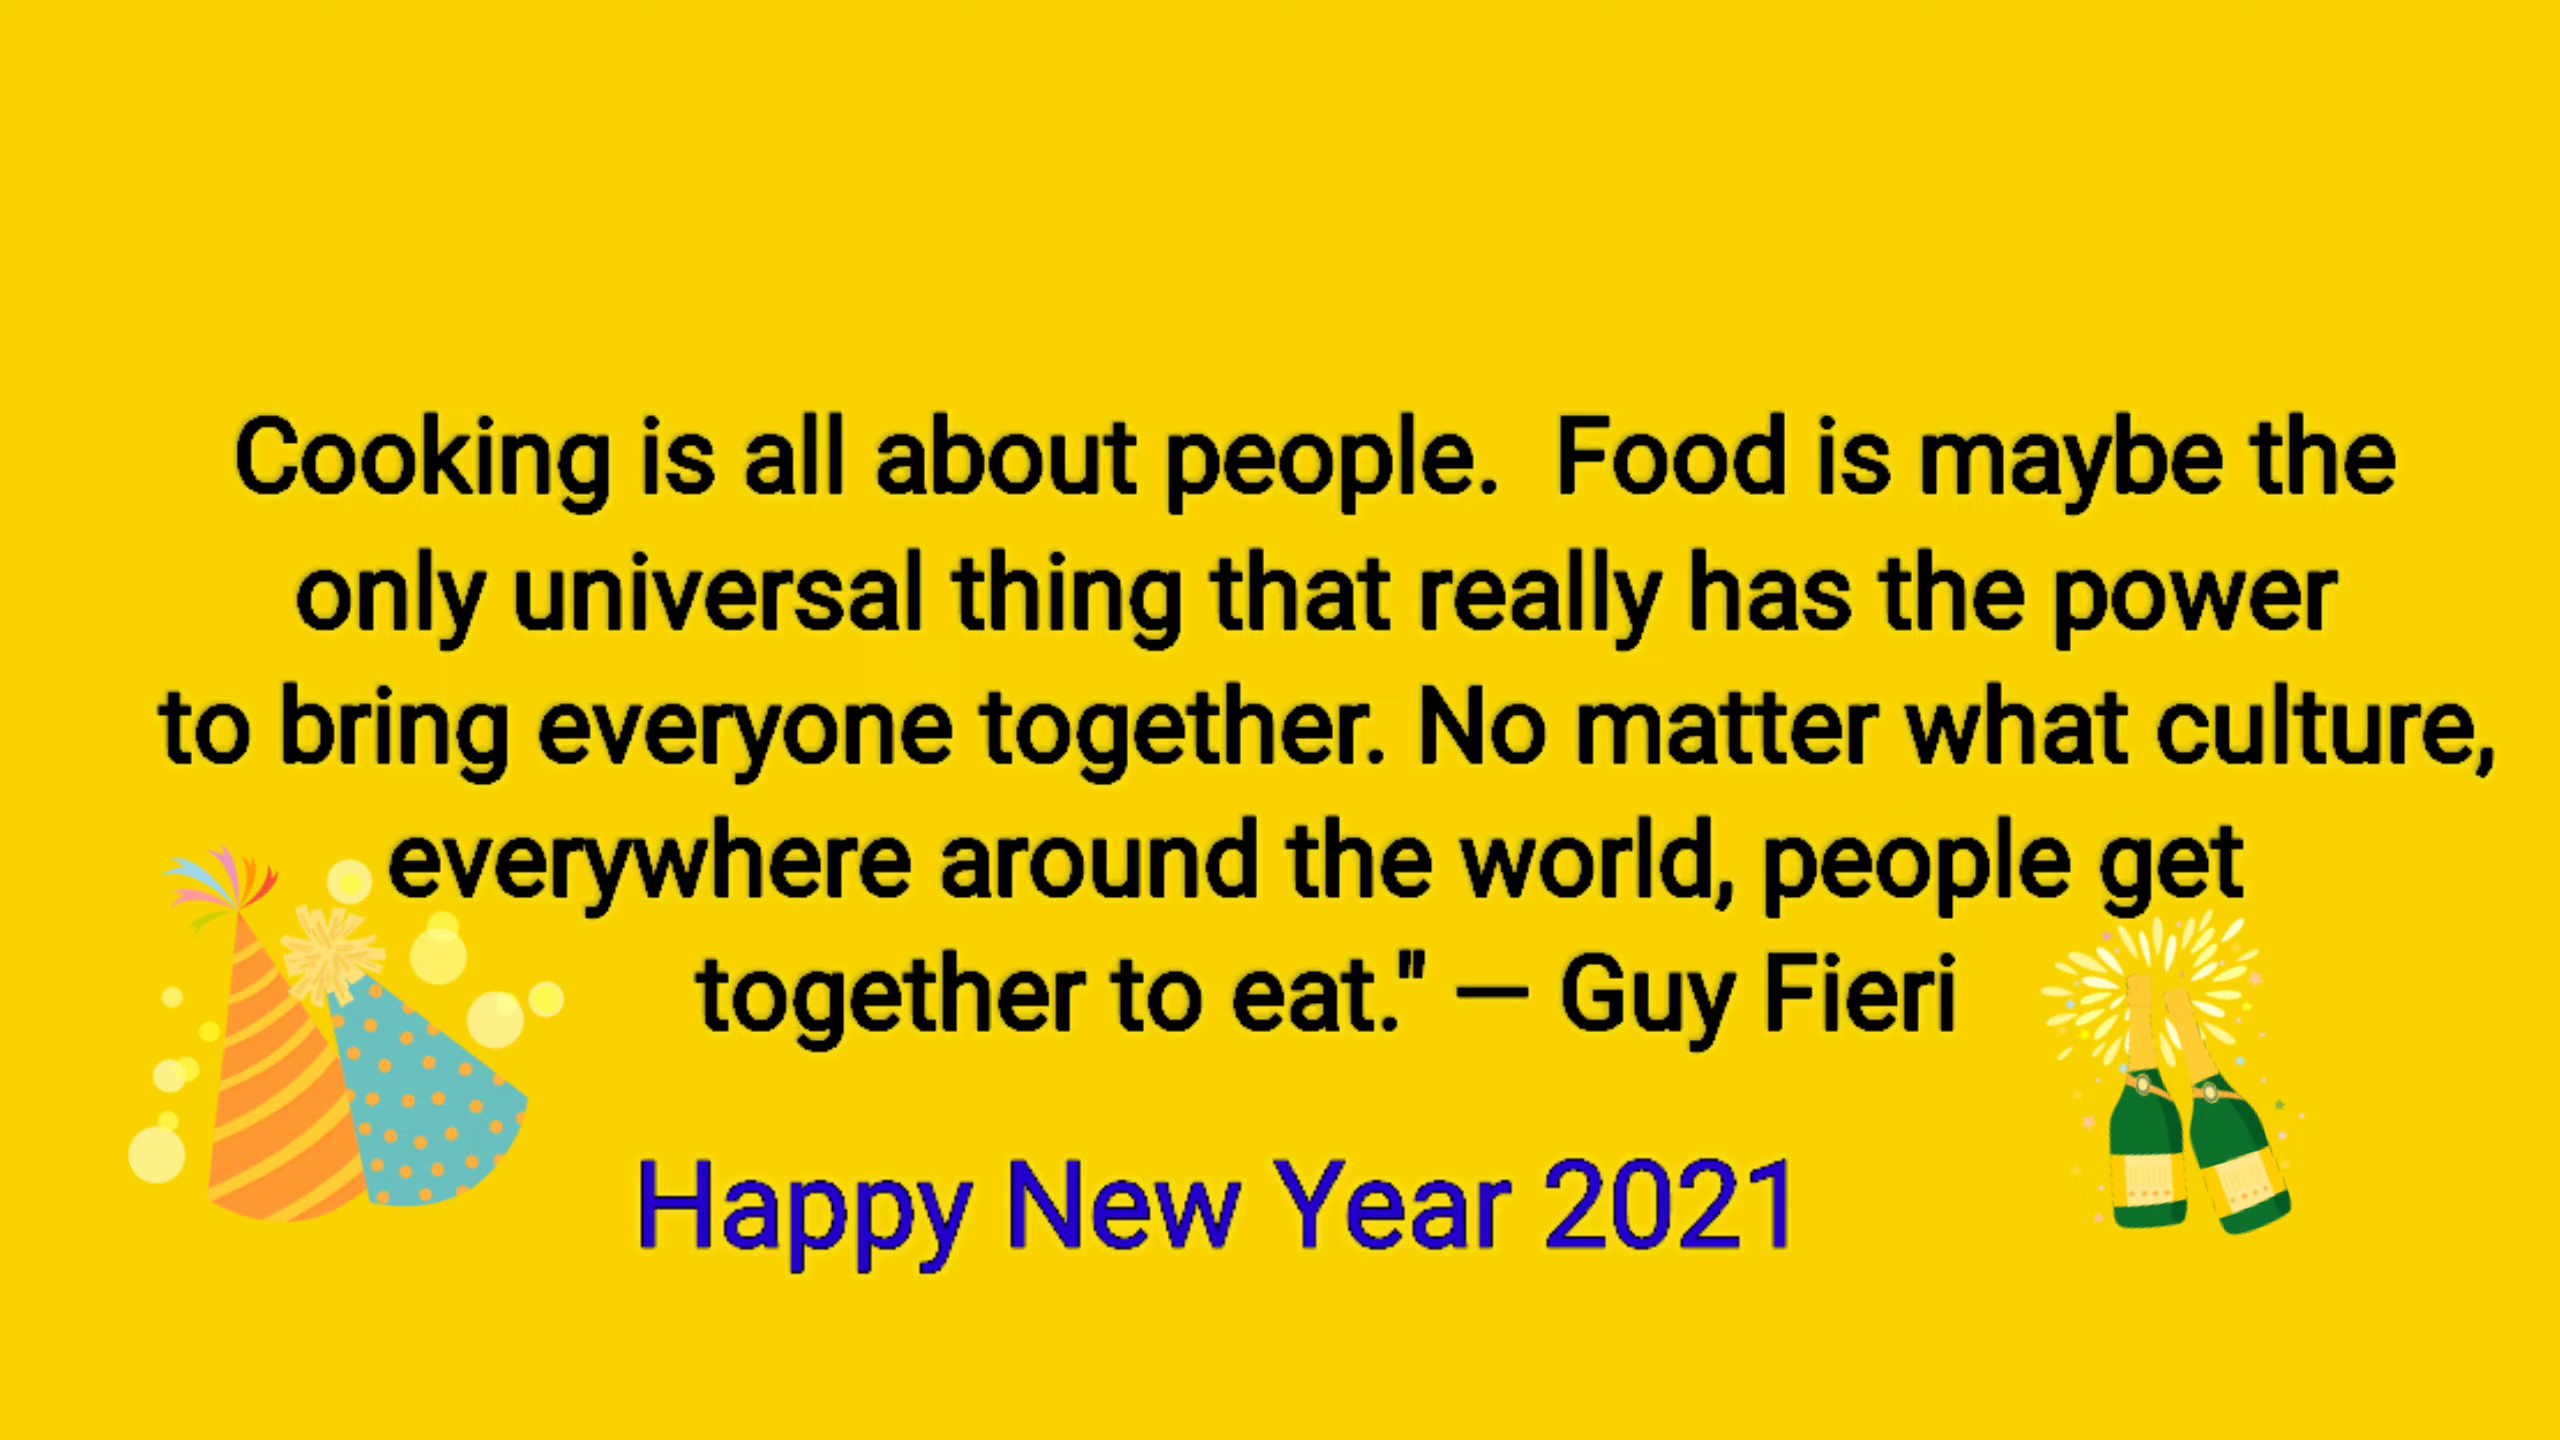 Cooking is all about people.  Food is maybe the
only universal thing that really has the power
to bring everyone together. No matter what culture,
everywhere around the world, people get
together to eat." — Guy Fieri
Happy New Year 2021